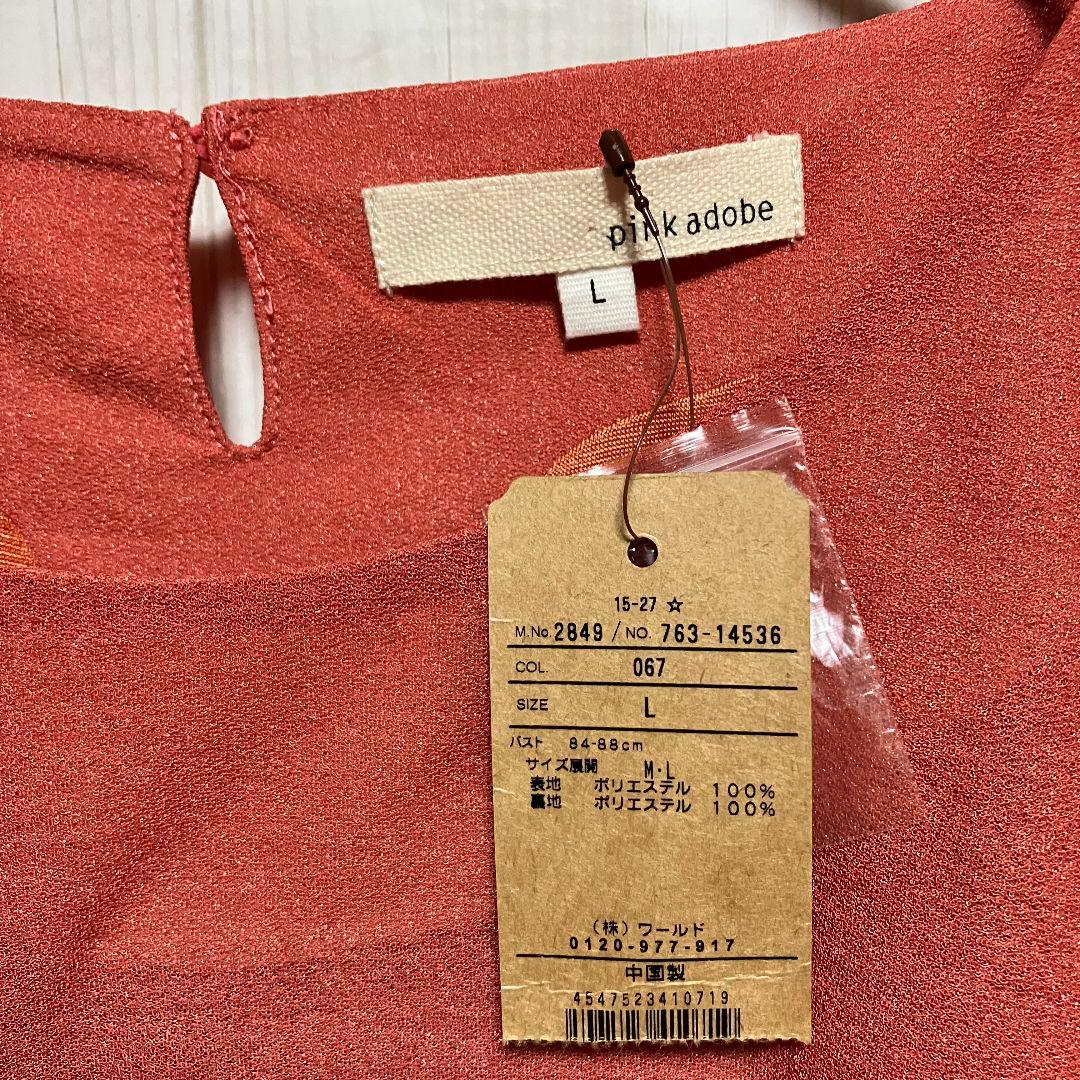 pink adobe
L
15-27 ☆
M.No. 2849 / NO. 763-14536
COL. 067
SIZE L
バスト 84-88cm
サイズ展開 M・L
表地 ポリエステル 100%
裏地 ポリエステル 100%
(株)ワールド
0120-977-917
中国製
4547523410719